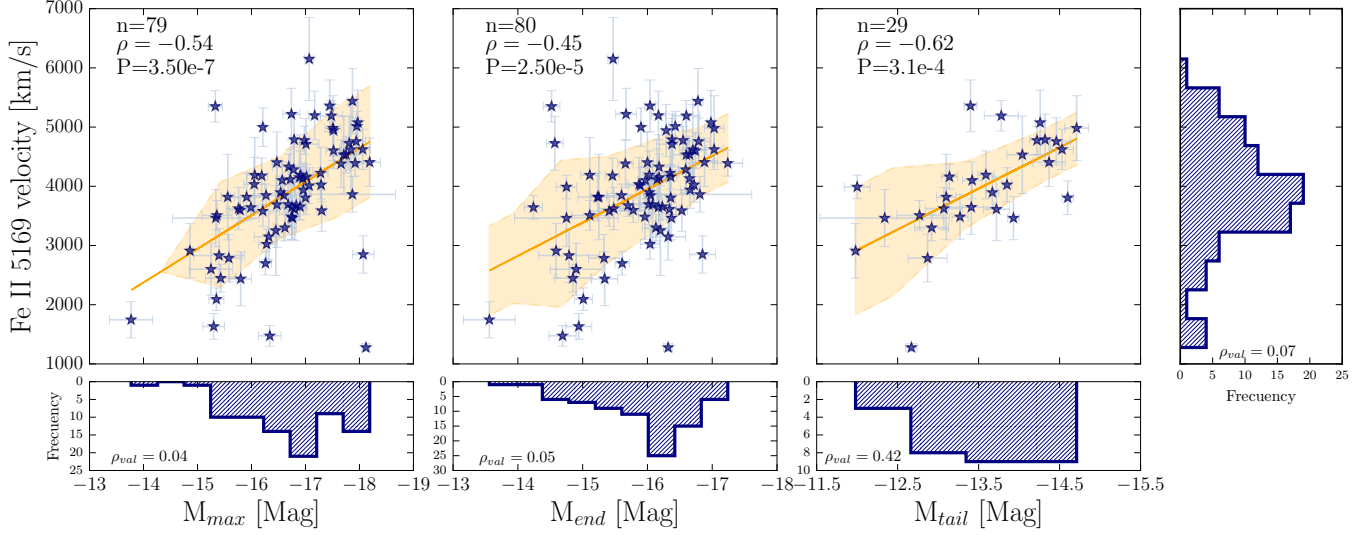 7000
6000
5000
4000
3000
2000
1000
Fe II 5169 velocity [km/s]
n=79
ρ = −0.54
P=3.50e-7
n=80
ρ = −0.45
P=2.50e-5
n=29
ρ = −0.62
P=3.1e-4
ρval = 0.07
0 5 10 15 20 25
Frecuency
0
5
10
15
20
25
Frecuency
ρval = 0.04
−13 −14 −15 −16 −17 −18 −19
Mmax [Mag]
0
5
10
15
20
25
30
ρval = 0.05
−13 −14 −15 −16 −17 −18
Mend [Mag]
0
2
4
6
8
10
ρval = 0.42
−11.5 −12.5 −13.5 −14.5 −15.5
Mtail [Mag]